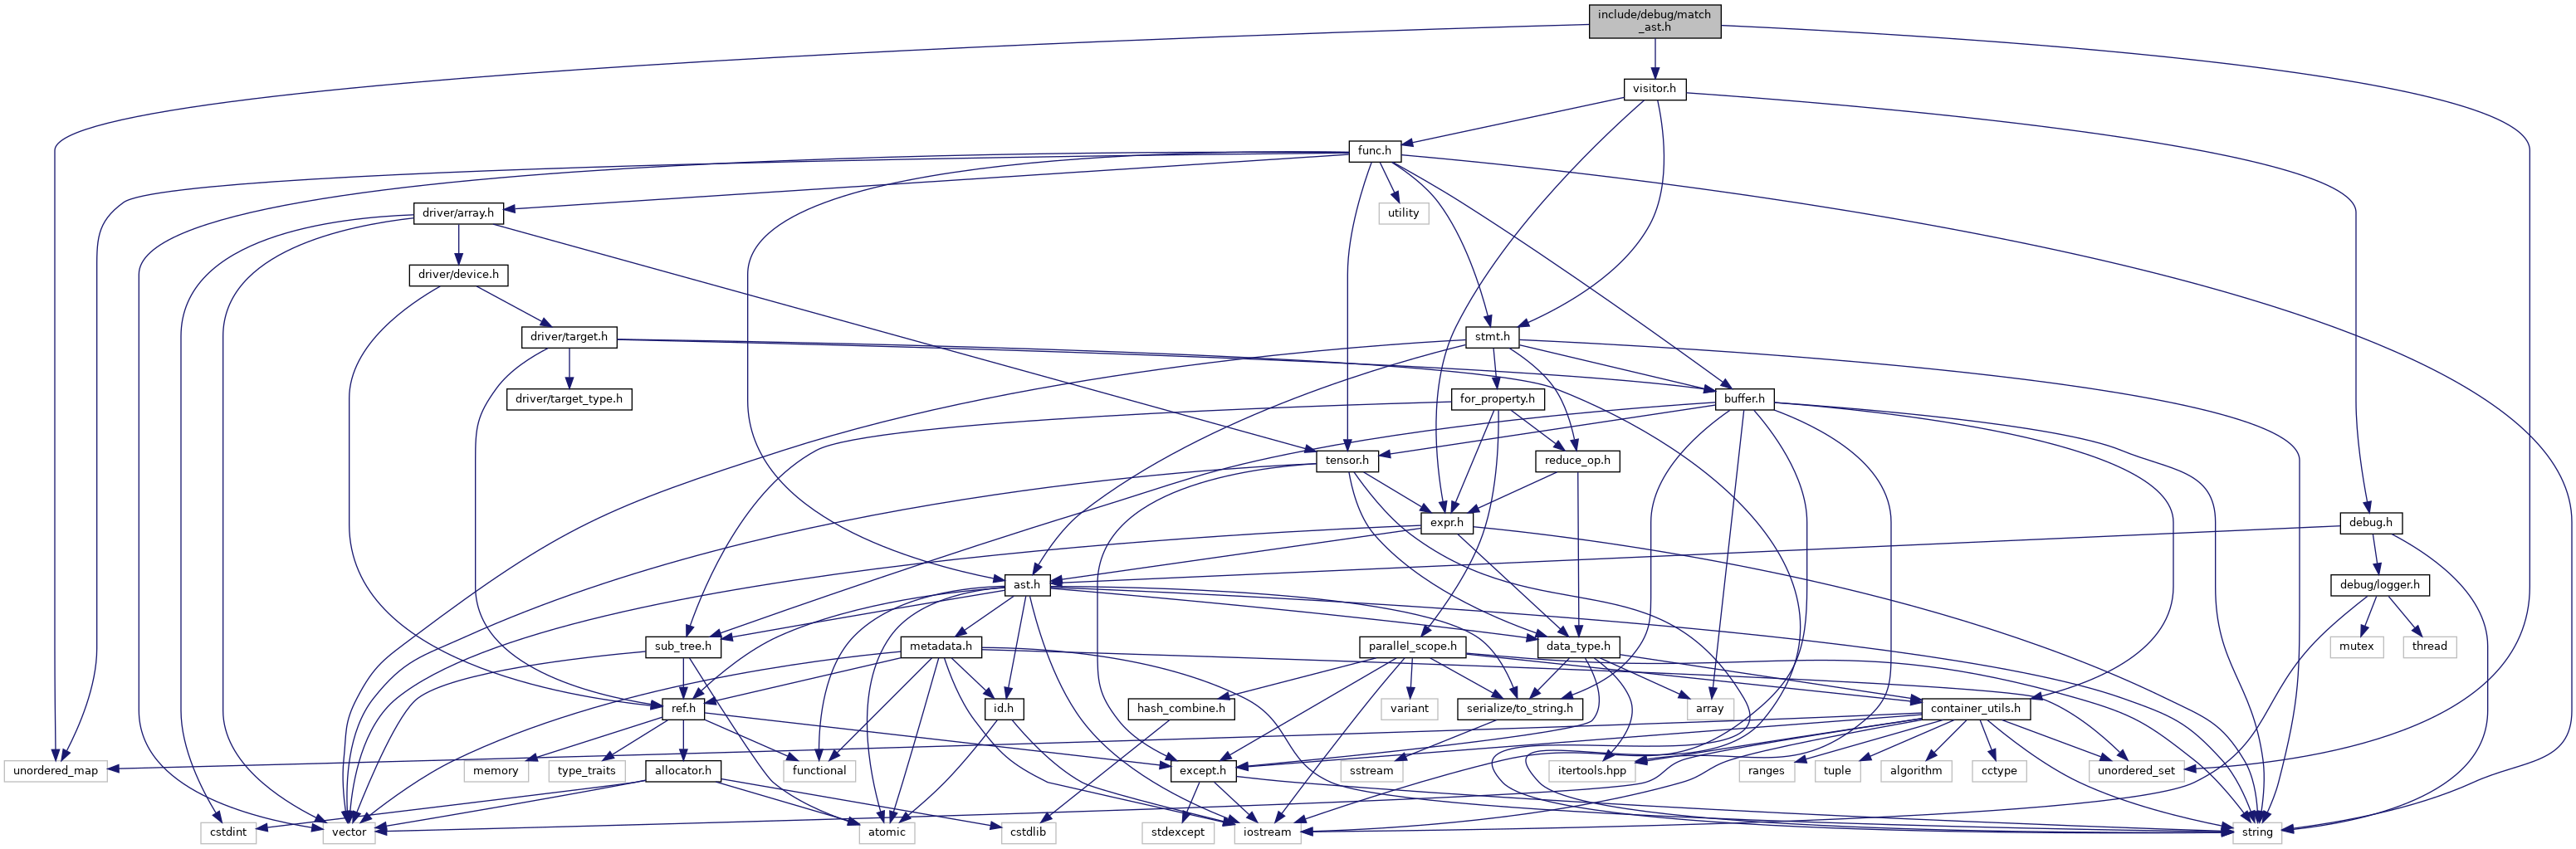 include/debug/match
_ast.h
visitor.h
func.h
driver/array.h
utility
driver/device.h
driver/target.h
stmt.h
driver/target_type.h
for_property.h
buffer.h
tensor.h
reduce_op.h
expr.h
debug.h
ast.h
debug/logger.h
sub_tree.h
metadata.h
parallel_scope.h
data_type.h
mutex
thread
ref.h
id.h
hash_combine.h
variant
serialize/to_string.h
array
container_utils.h
unordered_map
memory
type_traits
allocator.h
functional
except.h
sstream
itertools.hpp
ranges
tuple
algorithm
cctype
unordered_set
cstdint
vector
atomic
cstdlib
stdexcept
iostream
string